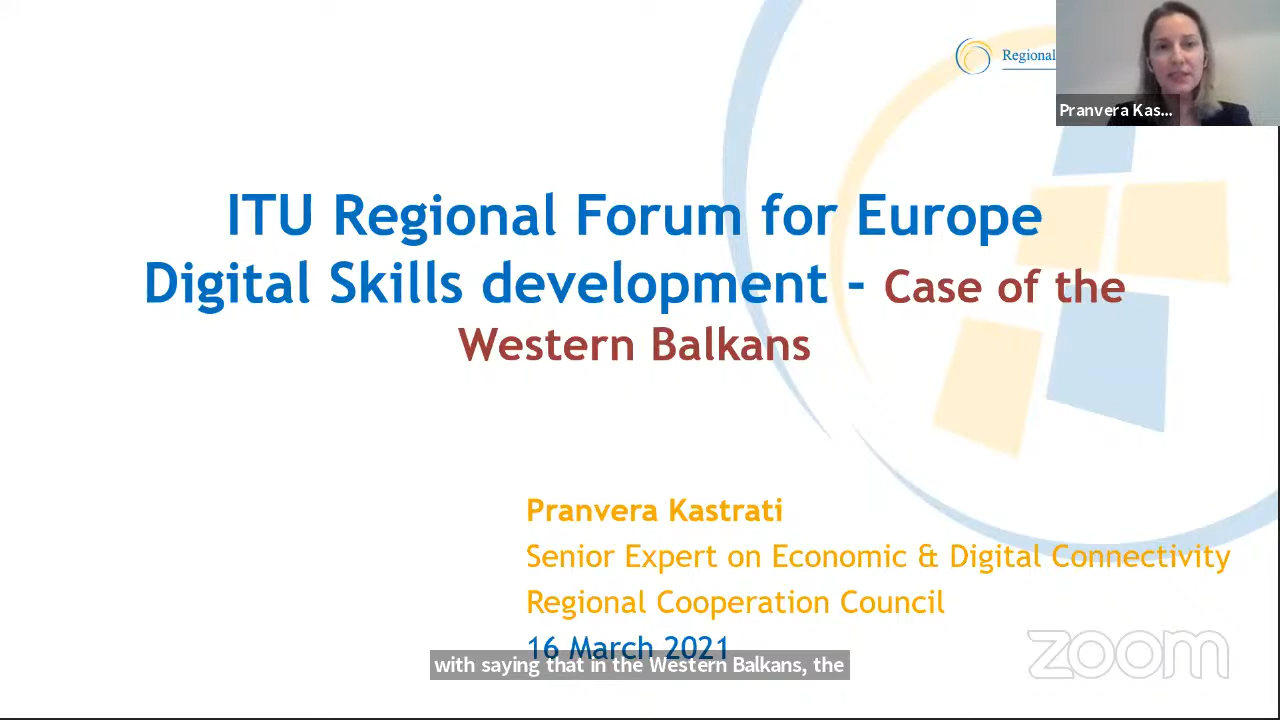 Regional
Pranvera Kas...
ITU Regional Forum for Europe
Digital Skills development - Case of the
Western Balkans
Pranvera Kastrati
Senior Expert on Economic & Digital Connectivity
Regional Cooperation Council
16 March 2021
with saying that in the Western Balkans, the
zoom